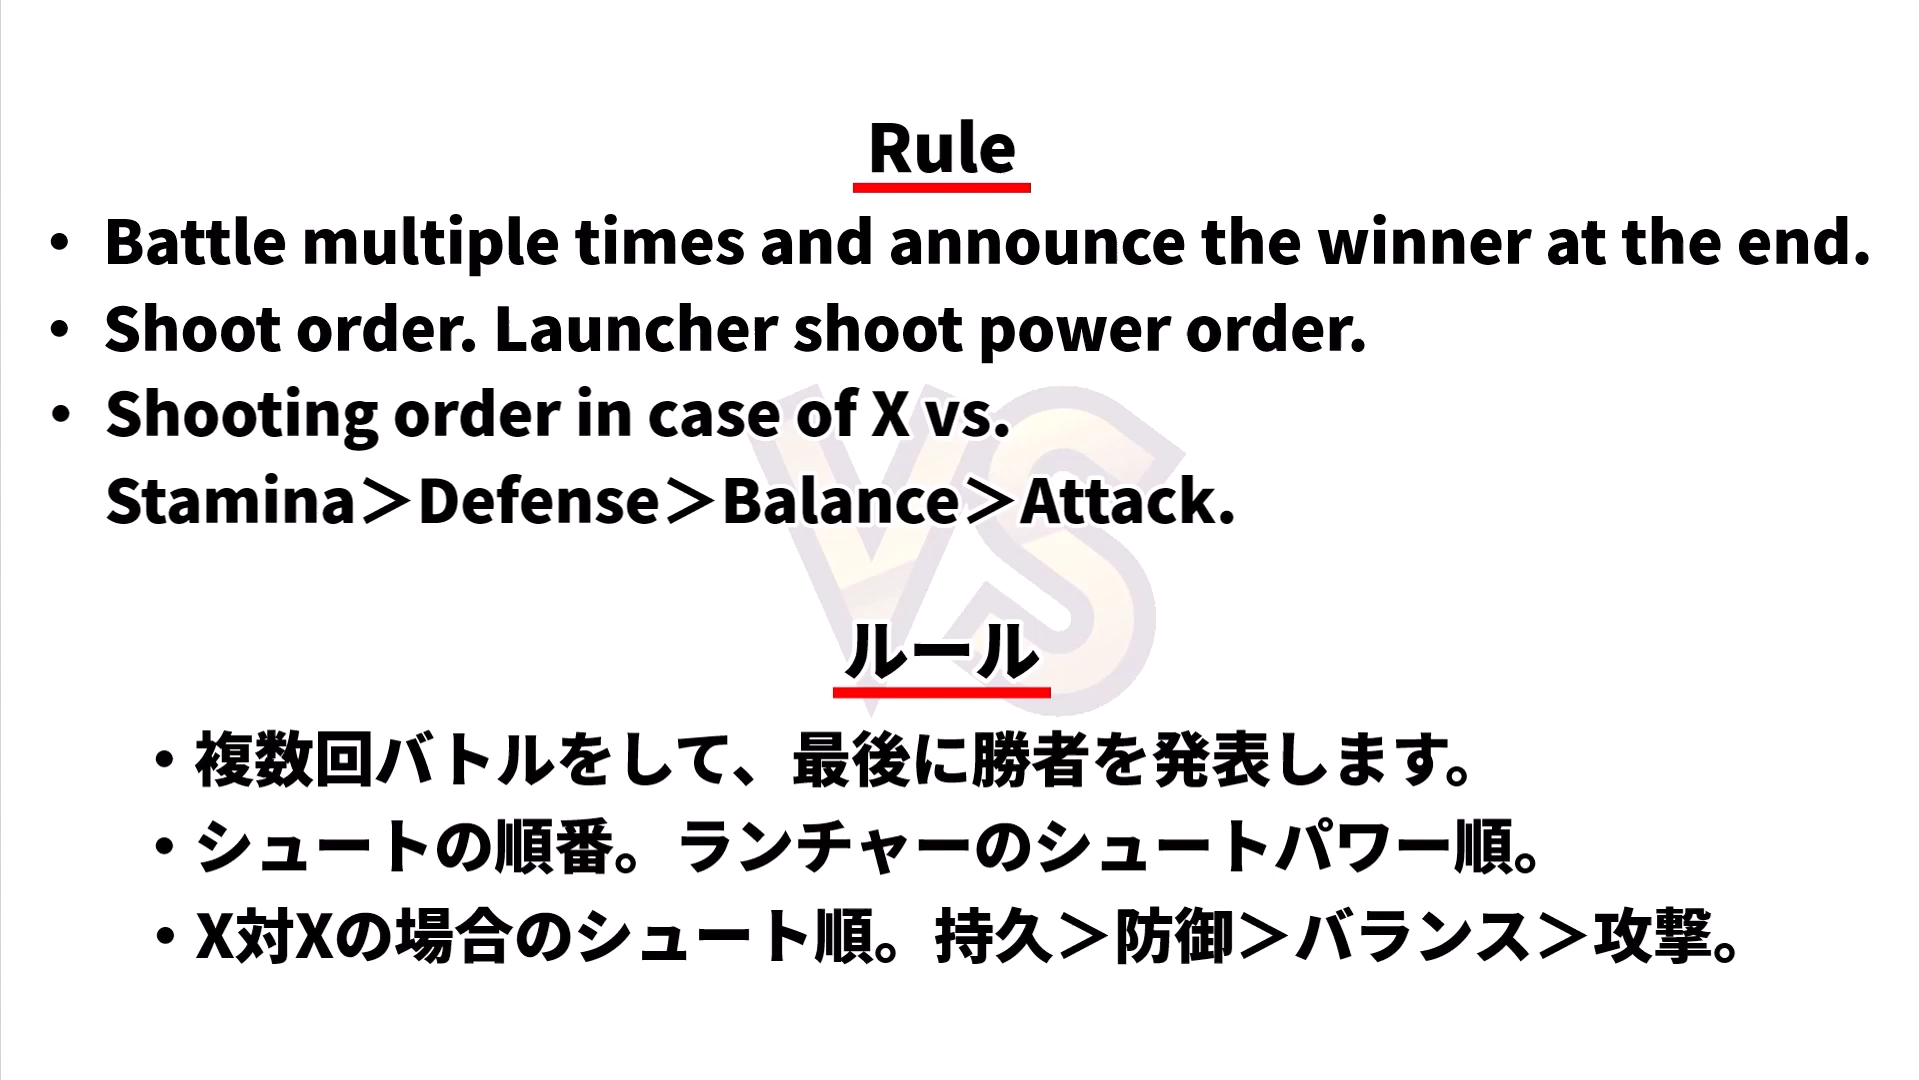 Rule
・ Battle multiple times and announce the winner at the end.
・ Shoot order. Launcher shoot power order.
・ Shooting order in case of X vs.
Stamina＞Defense＞Balance＞Attack.
VS
ルール
・複数回バトルをして、最後に勝者を発表します。
・シュートの順番。ランチャーのシュートパワー順。
・X対Xの場合のシュート順。持久＞防御＞バランス＞攻撃。